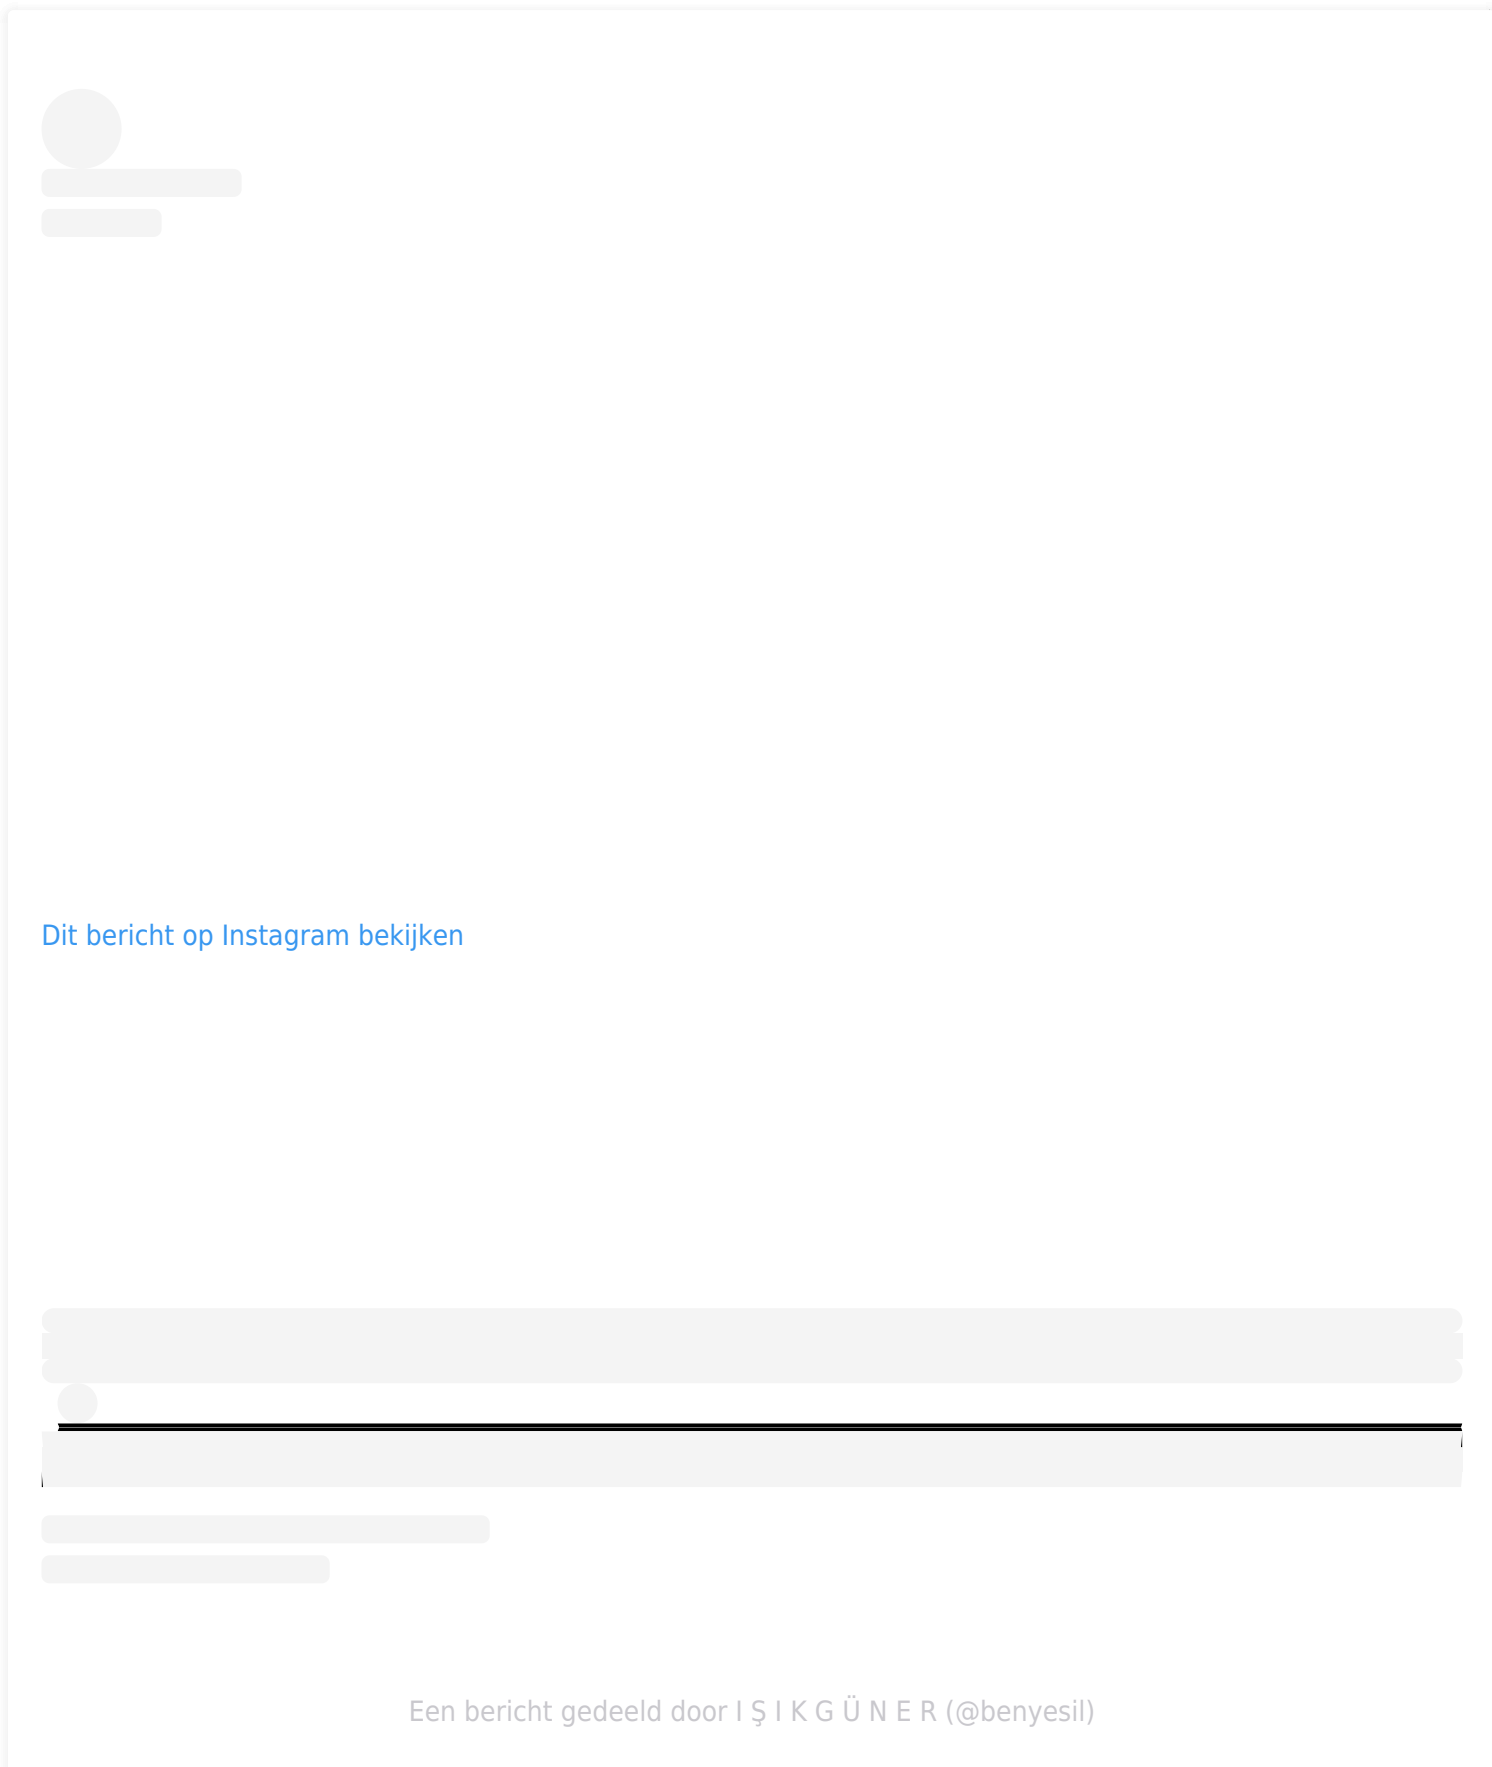 Dit bericht op Instagram bekijken
Een bericht gedeeld door I Ş I K G Ü N E R (@benyesil)